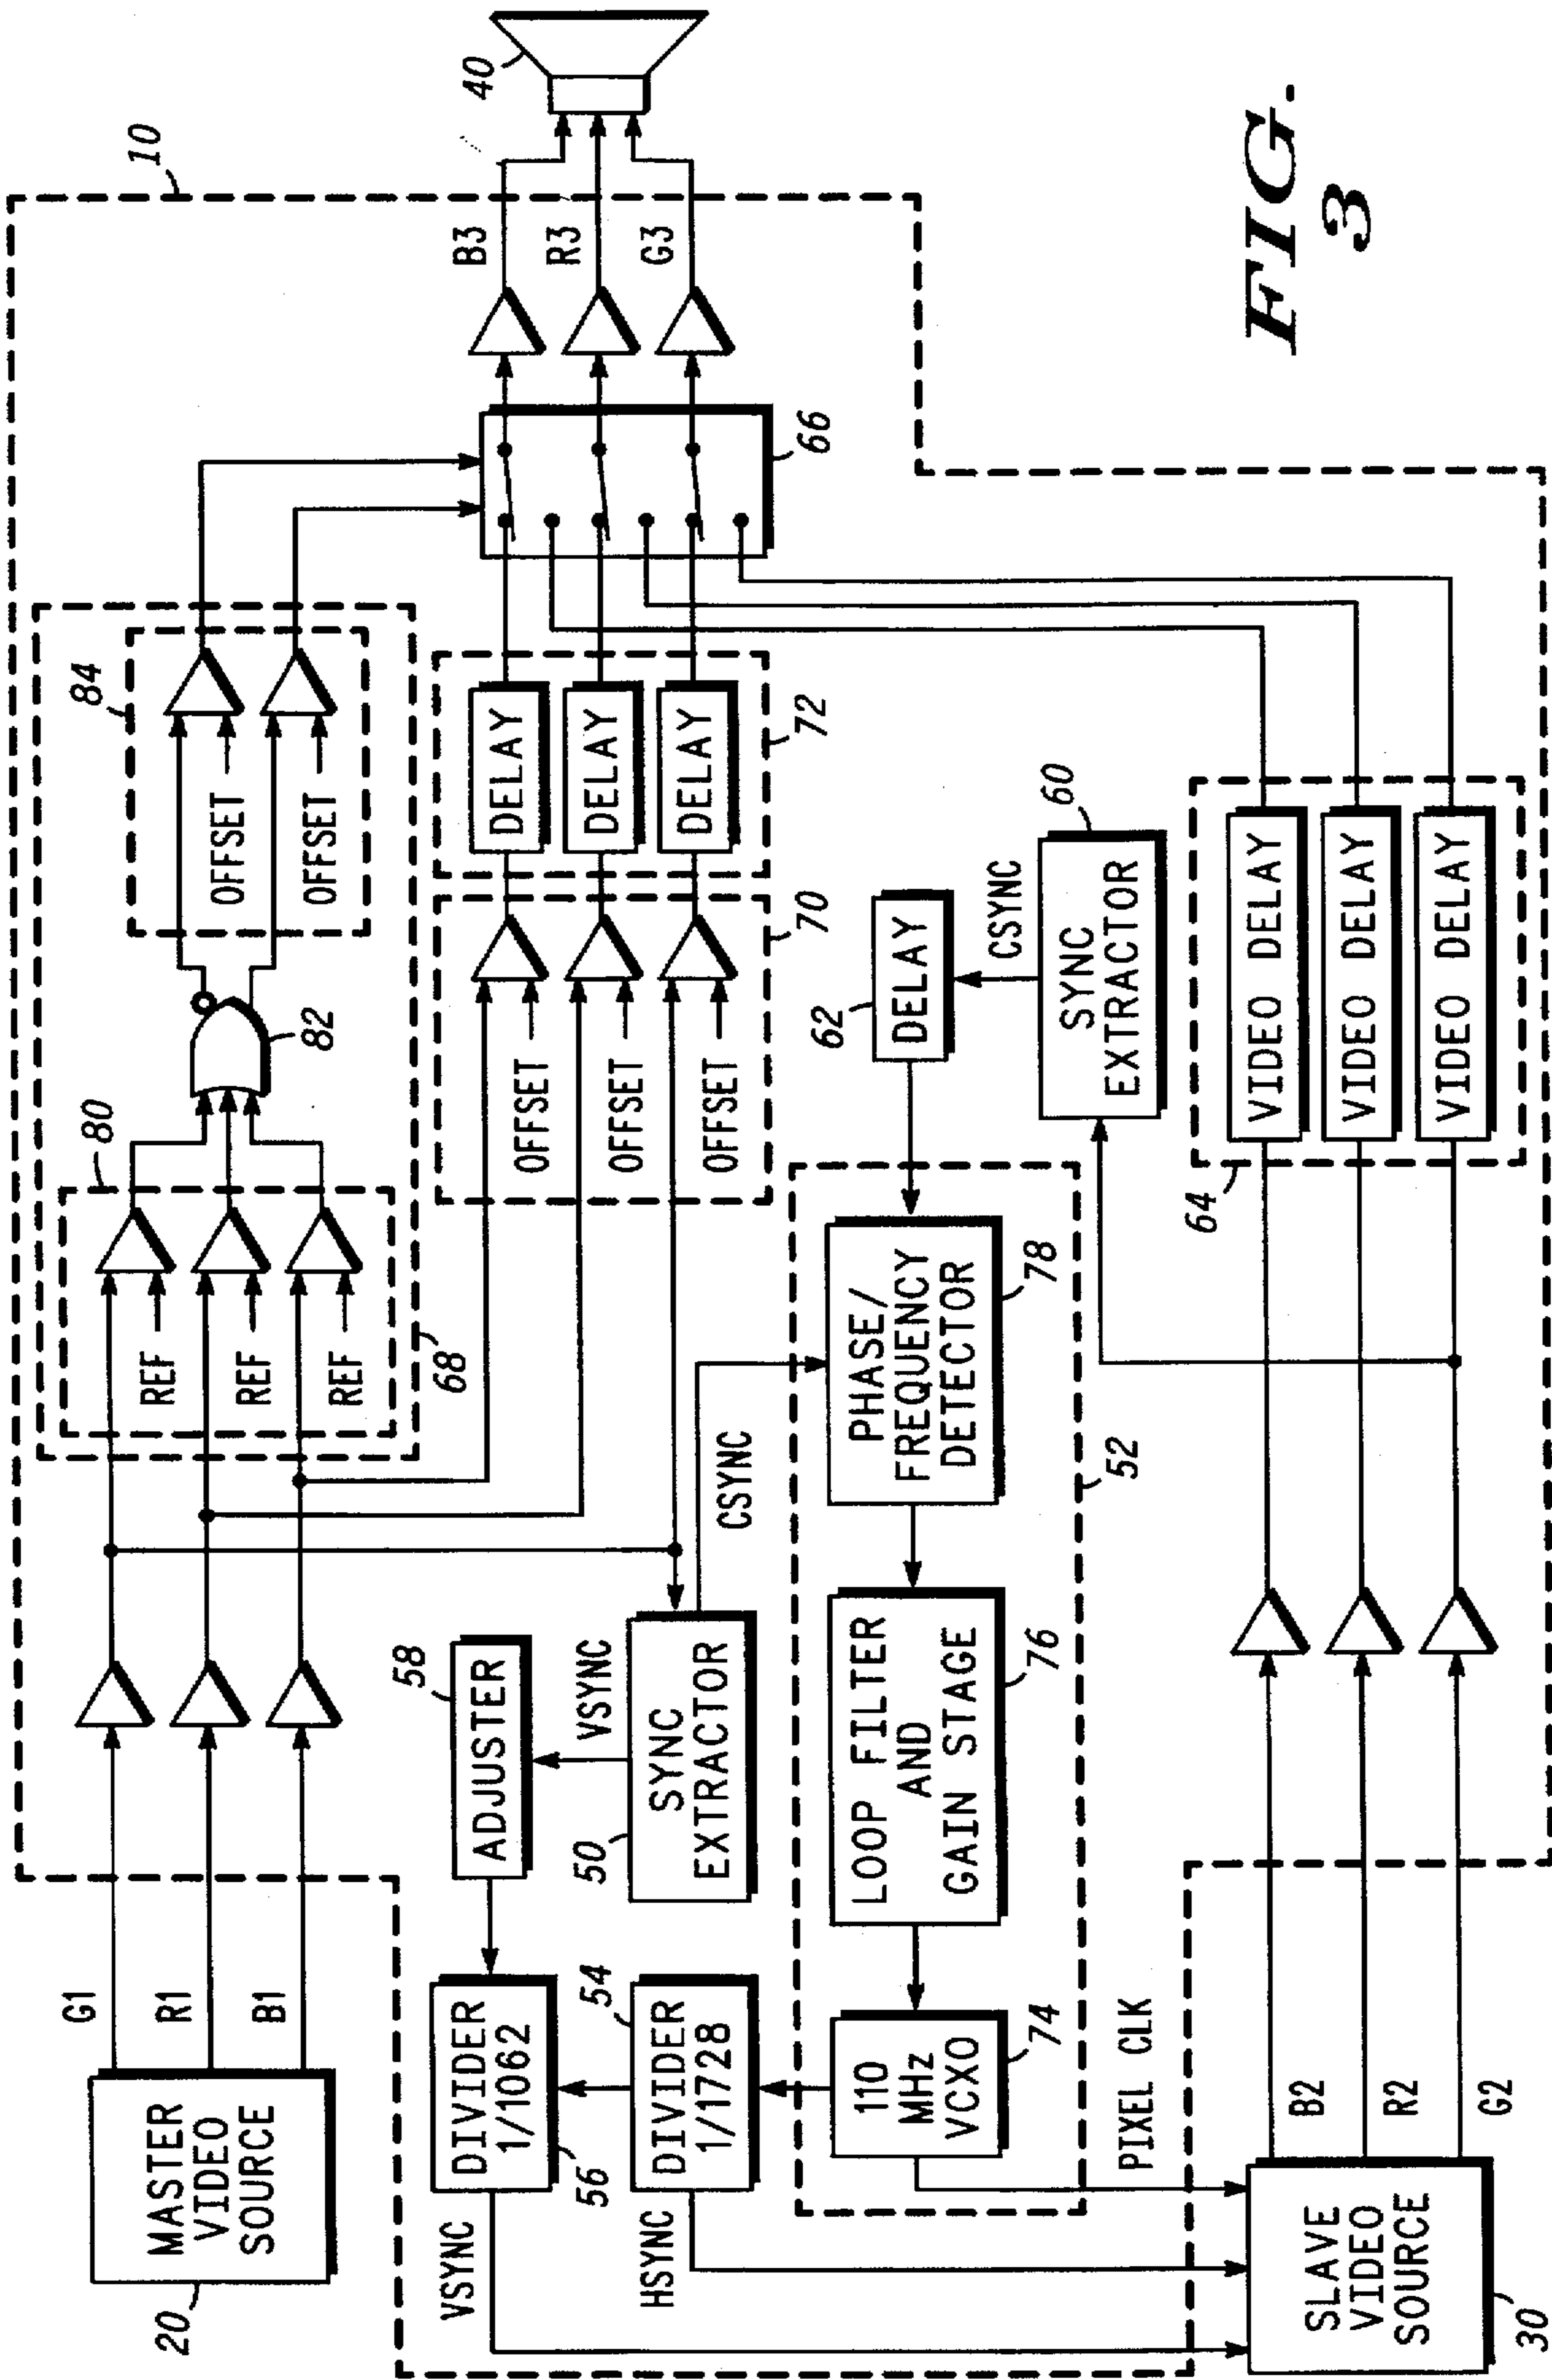 MASTER
VIDEO
SOURCE
20
G1
R1
B1
10
REF
REF
REF
80
82
84
OFFSET
OFFSET
68
58
ADJUSTER
VSYNC
50
SYNC
EXTRACTOR
CSYNC
OFFSET
OFFSET
OFFSET
70
DELAY
DELAY
DELAY
72
66
B3
R3
G3
40
DIVIDER
1/1062
56
DIVIDER
1/1728
54
VSYNC
HSYNC
110
MHz
VCXO
74
LOOP FILTER
AND
GAIN STAGE
76
PHASE/
FREQUENCY
DETECTOR
78
52
62
DELAY
CSYNC
60
SYNC
EXTRACTOR
PIXEL CLK
SLAVE
VIDEO
SOURCE
30
B2
R2
G2
64
VIDEO DELAY
VIDEO DELAY
VIDEO DELAY
FIG.
3